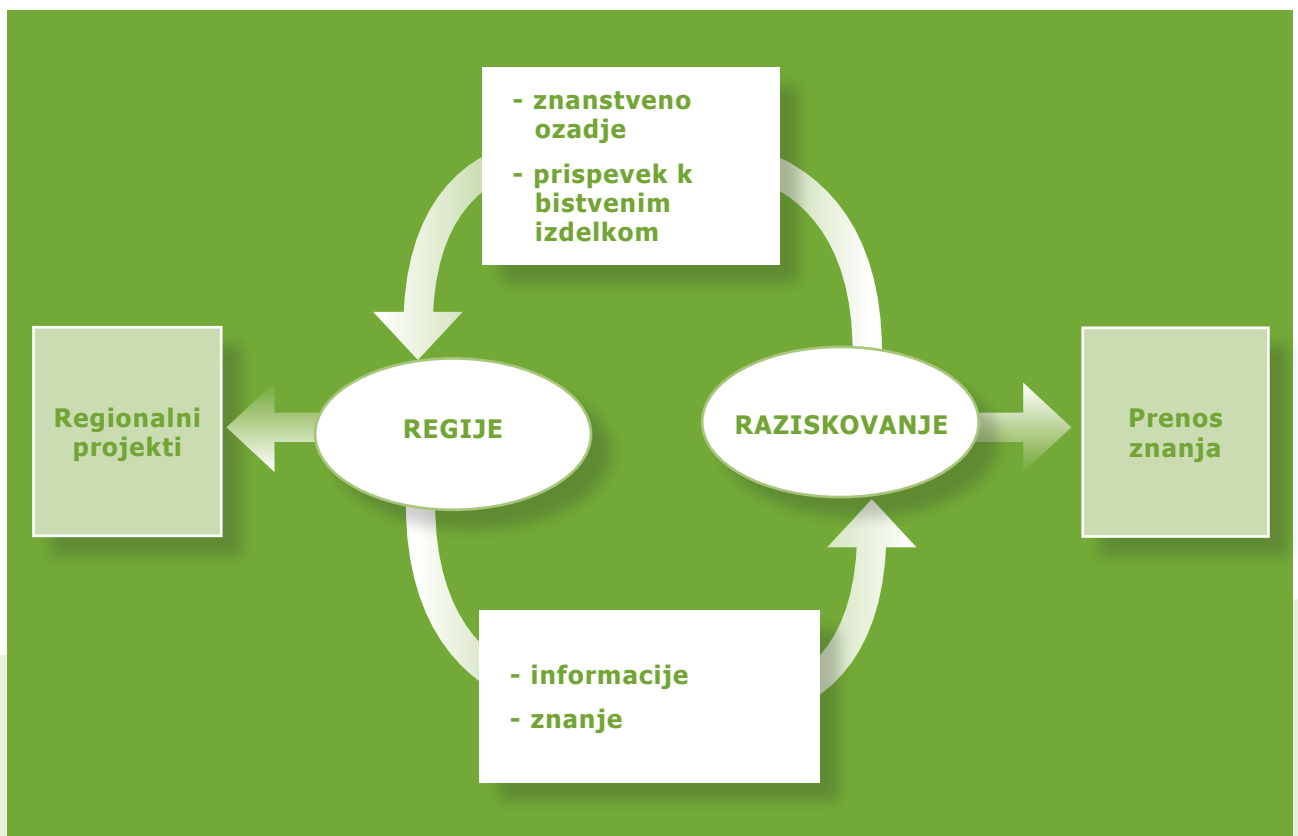 - znanstveno
ozadje
- prispevek k
bistvenim
izdelkom
Regionalni
projekti
REGIJE
RAZISKOVANJE
Prenos
znanja
- informacije
- znanje